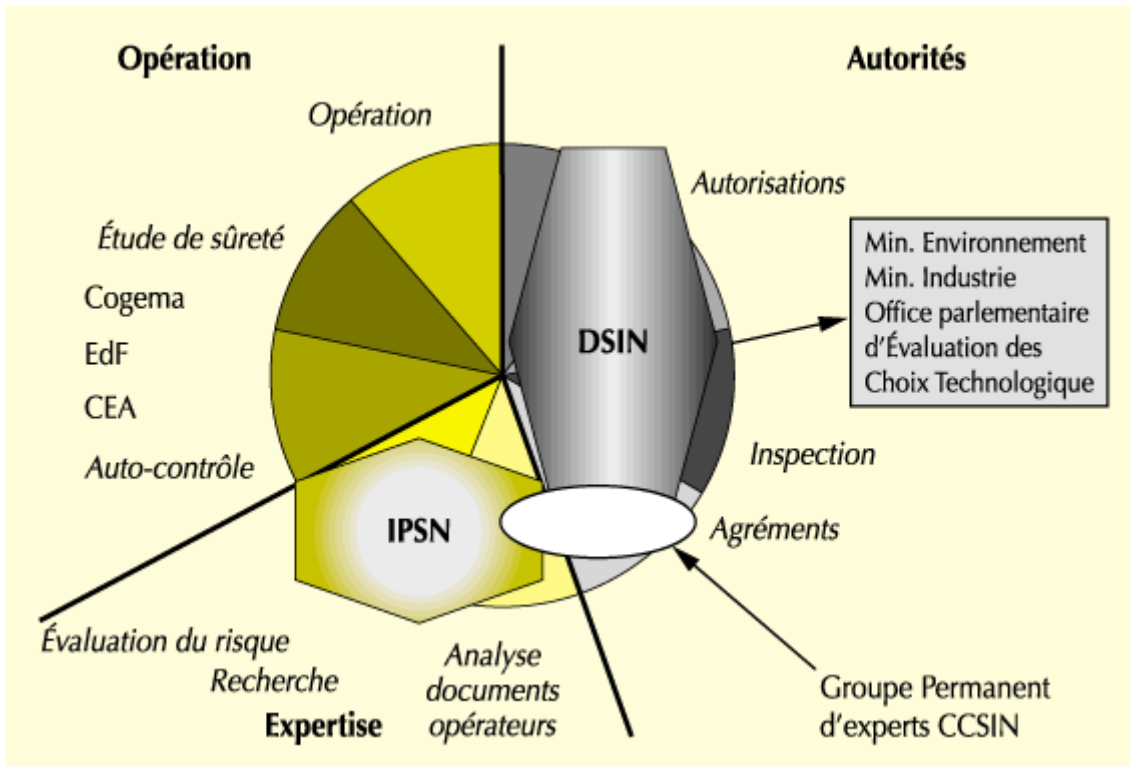 Opération
Autorités
Opération
Autorisations
Étude de sûreté
Cogema
EdF
CEA
Auto-contrôle
DSIN
Min. Environnement
Min. Industrie
Office parlementaire
d'Évaluation des
Choix Technologique
Inspection
IPSN
Agréments
Évaluation du risque
Recherche
Expertise
Analyse
documents
opérateurs
Groupe Permanent
d'experts CCSIN